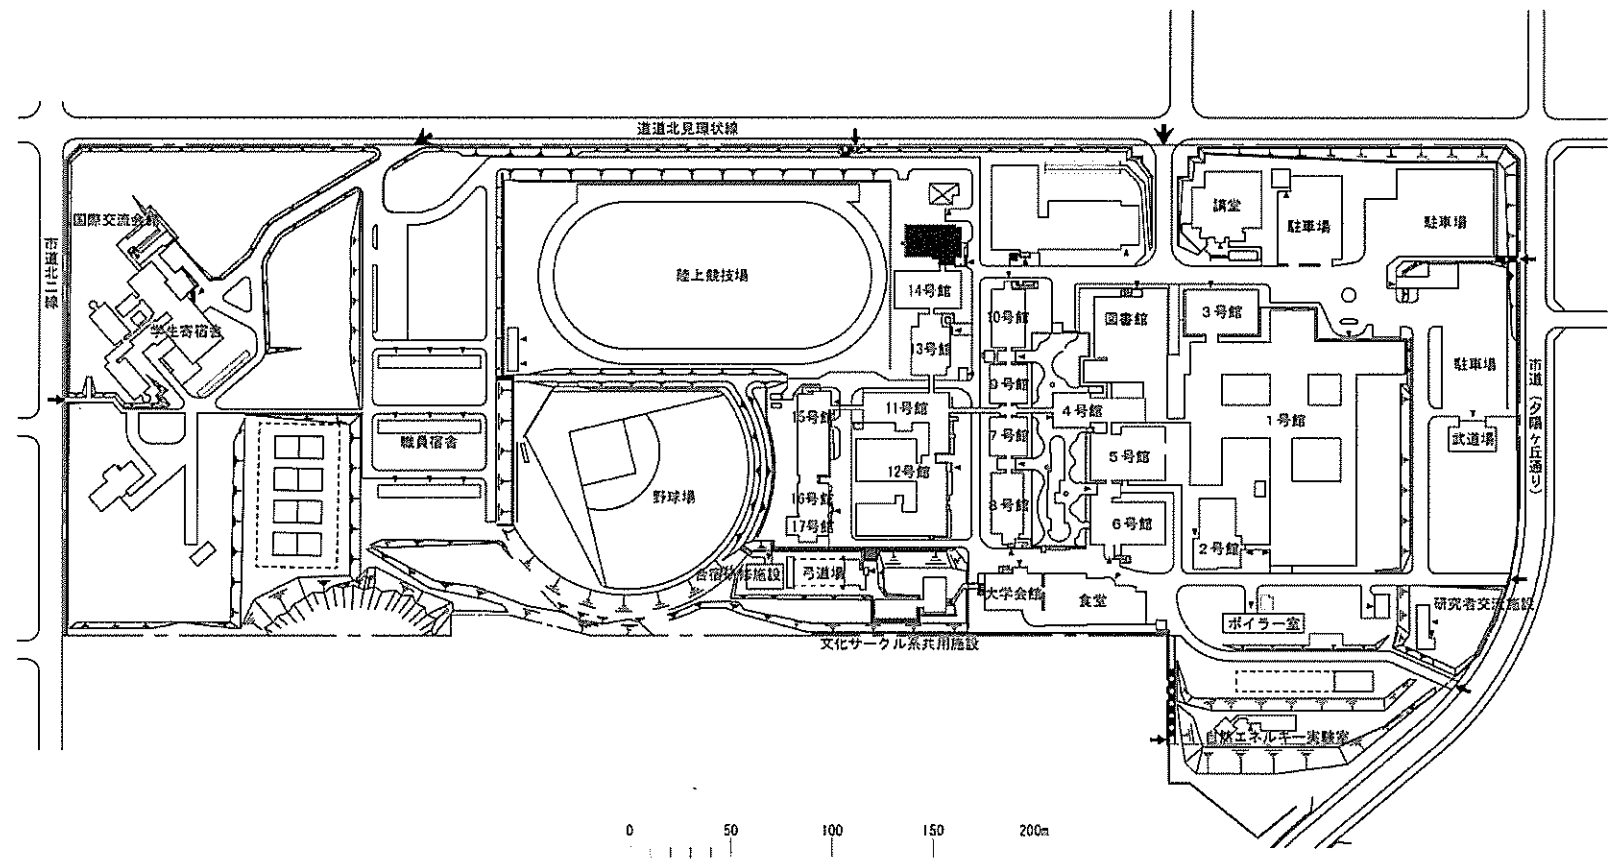 道道北見環状線
国際交流会館
講堂
駐車場
駐車場
市道北二線
陸上競技場
14号館
10号館
図書館
3号館
学生寄宿舎
13号館
駐車場
市道(夕陽ケ丘通り)
9号館
15号館
11号館
4号館
1号館
職員宿舎
7号館
武道場
12号館
5号館
野球場
16号館
8号館
17号館
6号館
2号館
合宿研修施設
弓道場
大学会館
食堂
研究者交流施設
ボイラー室
文化サークル系共用施設
自然エネルギー実験室
0 50 100 150 200m